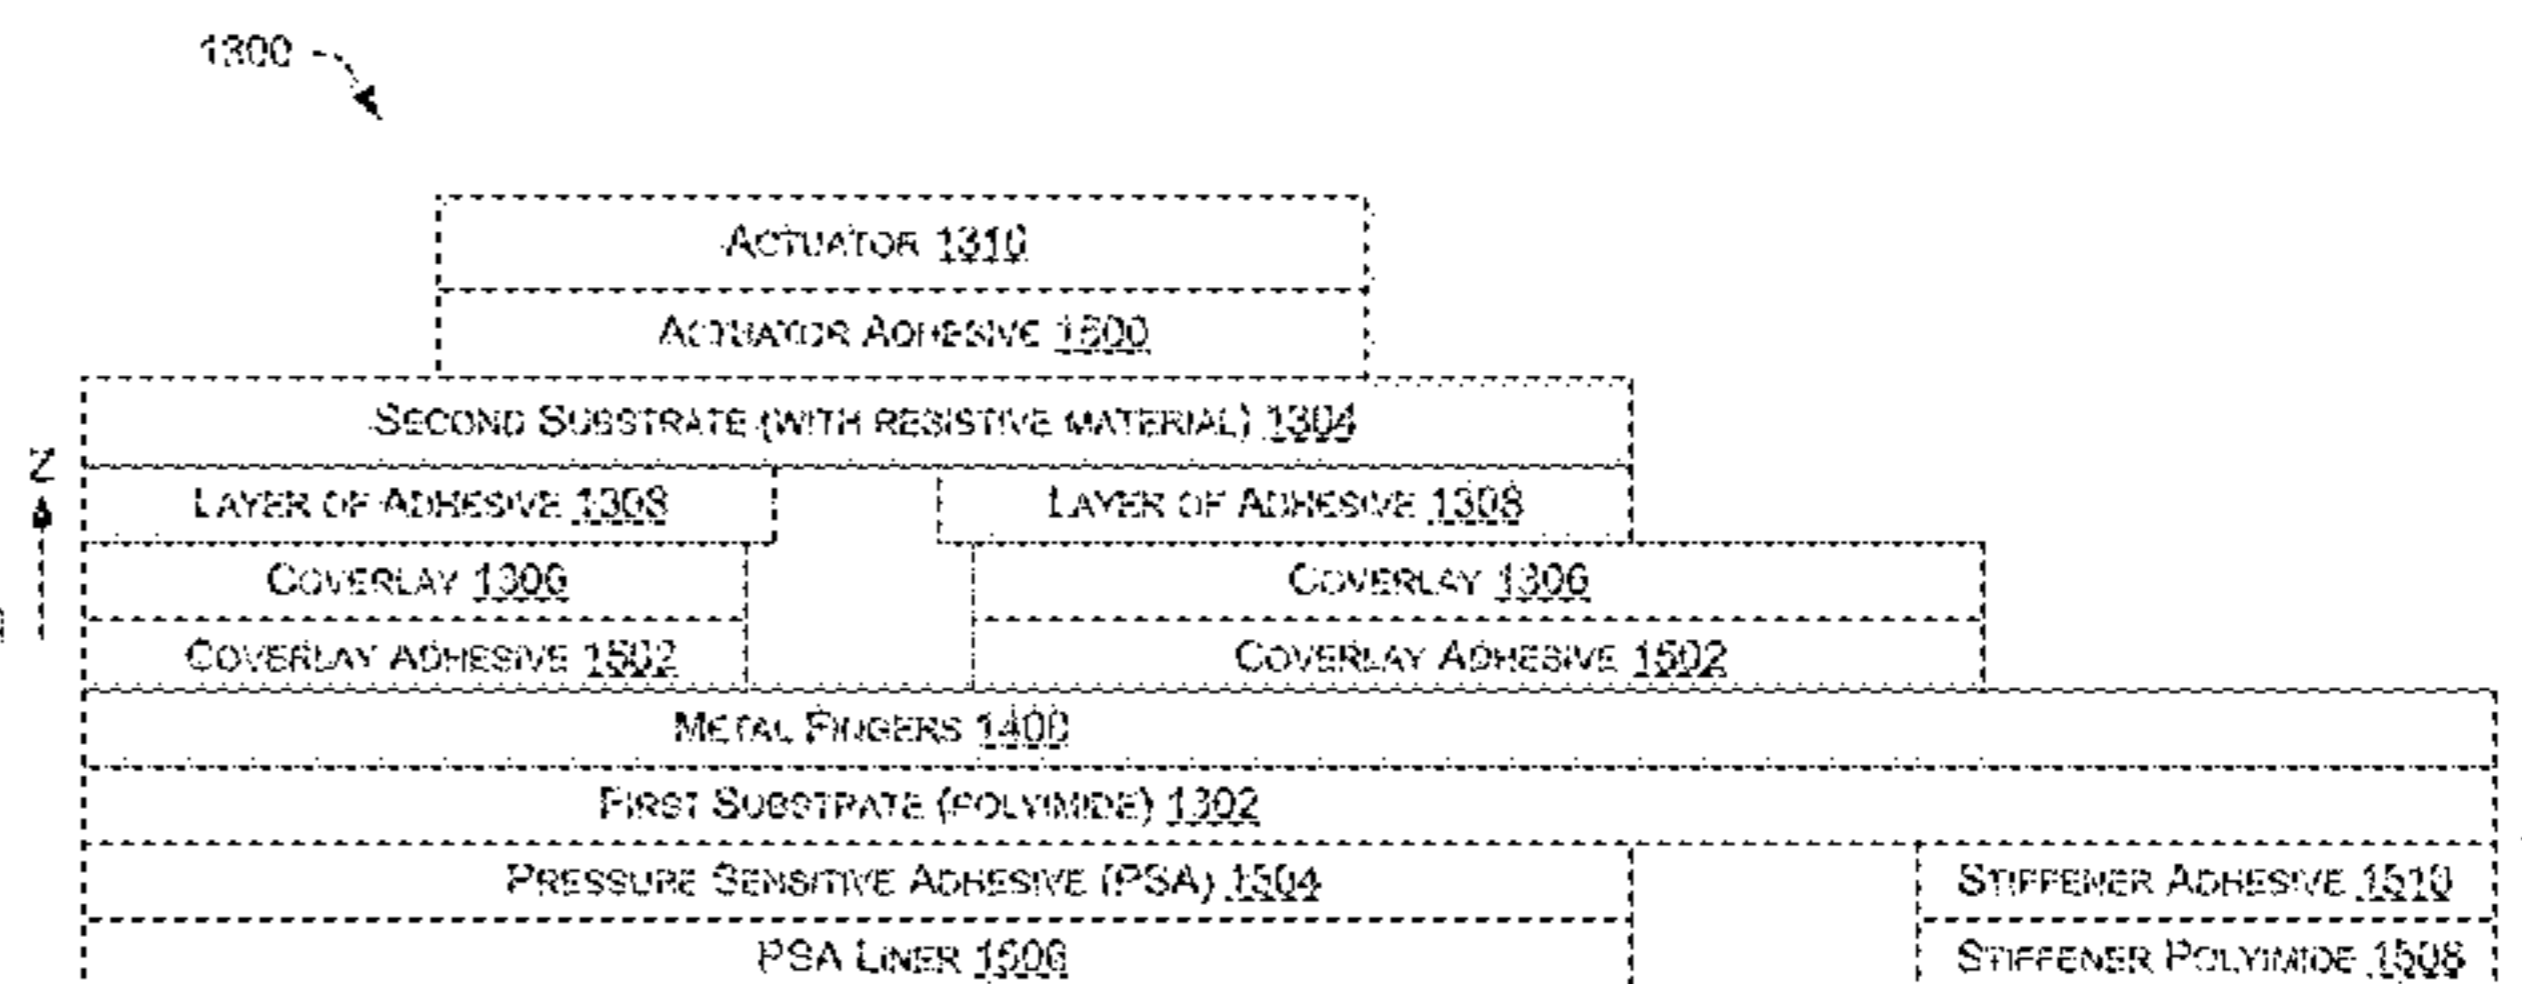 1300
ACTUATOR 1310
ACTUATOR ADHESIVE 1500
SECOND SUBSTRATE (WITH RESISTIVE MATERIAL) 1304
Z
LAYER OF ADHESIVE 1308 LAYER OF ADHESIVE 1308
COVERLAY 1306 COVERLAY 1306
COVERLAY ADHESIVE 1502 COVERLAY ADHESIVE 1502
METAL FINGERS 1400
FIRST SUBSTRATE (POLYIMIDE) 1302
PRESSURE SENSITIVE ADHESIVE (PSA) 1504 STIFFENER ADHESIVE 1510
PSA LINER 1506 STIFFENER POLYIMIDE 1508